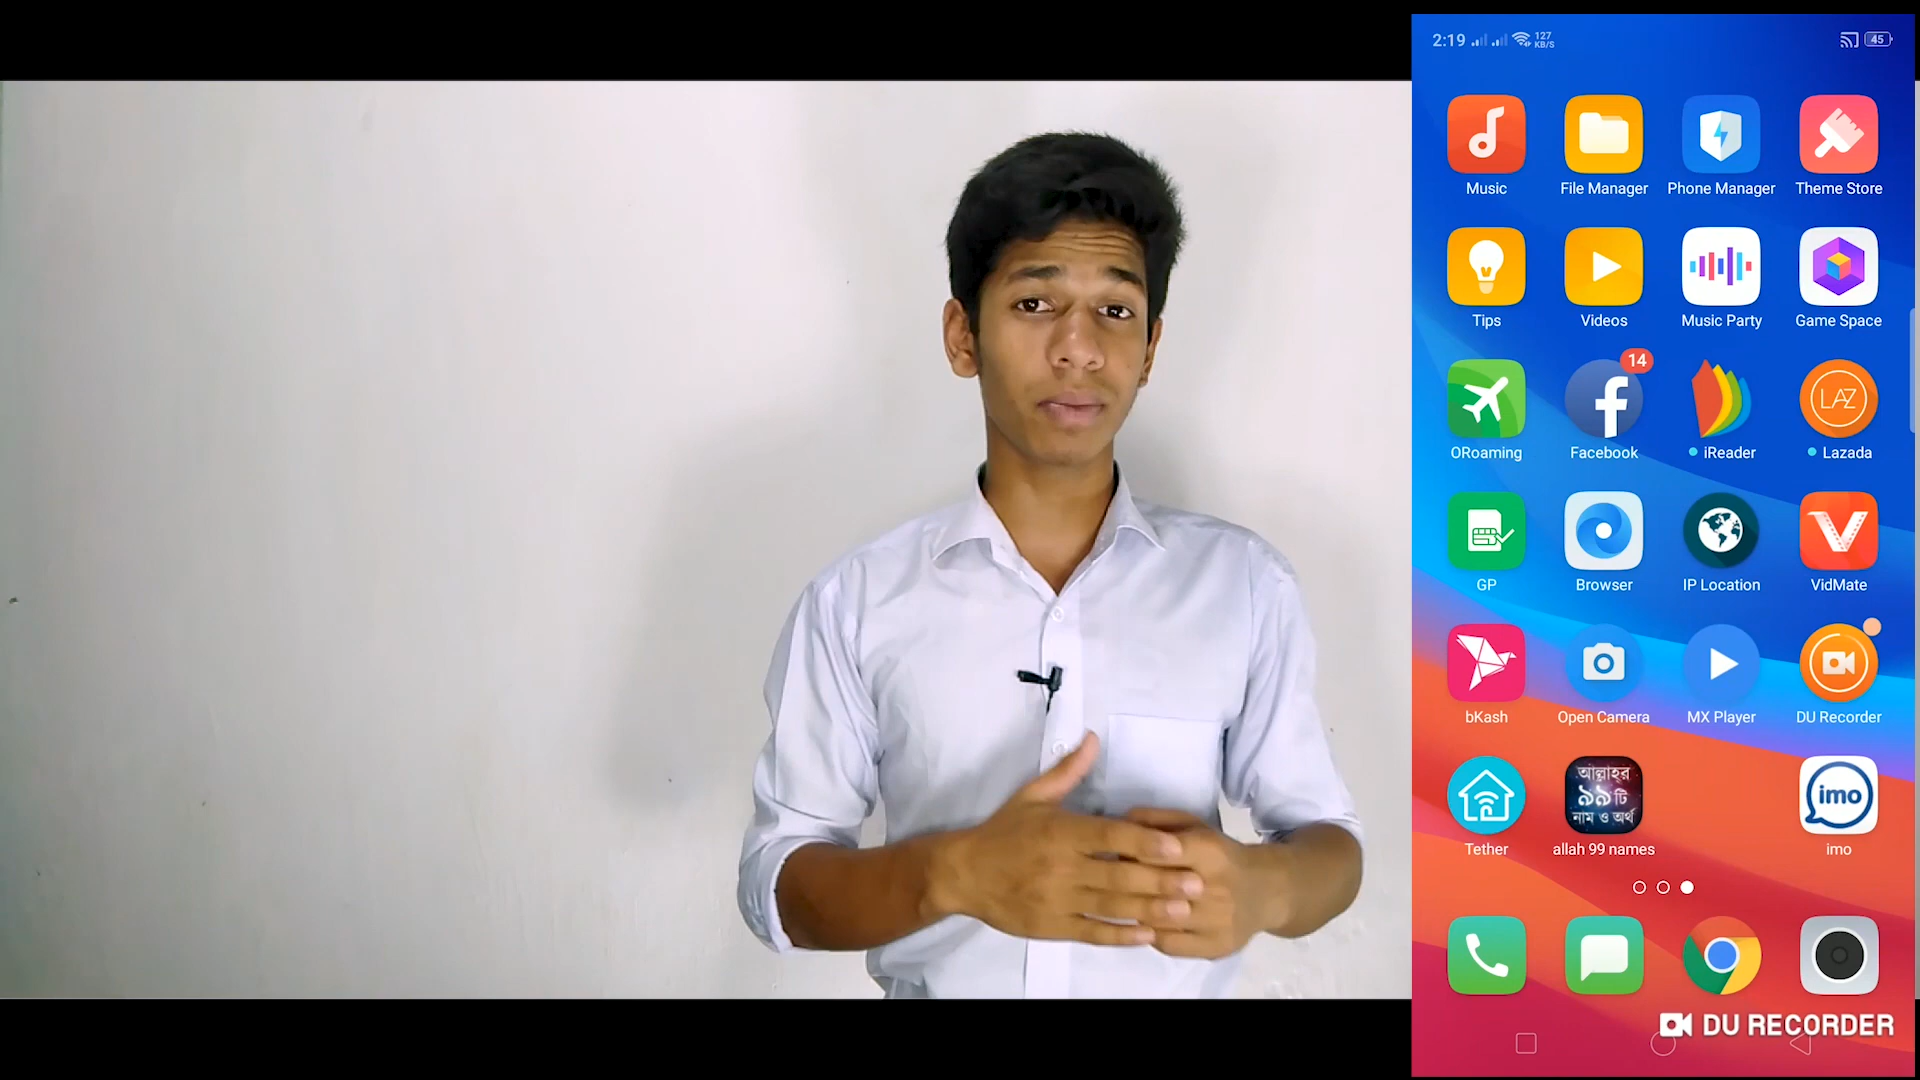 2:19
127
KB/S
45
Music
File Manager
Phone Manager
Theme Store
Tips
Videos
Music Party
Game Space
14
LAZ
ORoaming
Facebook
iReader
Lazada
GP
Browser
IP Location
VidMate
bKash
Open Camera
MX Player
DU Recorder
আল্লাহর
৯৯টি
নাম ও অর্থ
imo
Tether
allah 99 names
imo
DU RECORDER